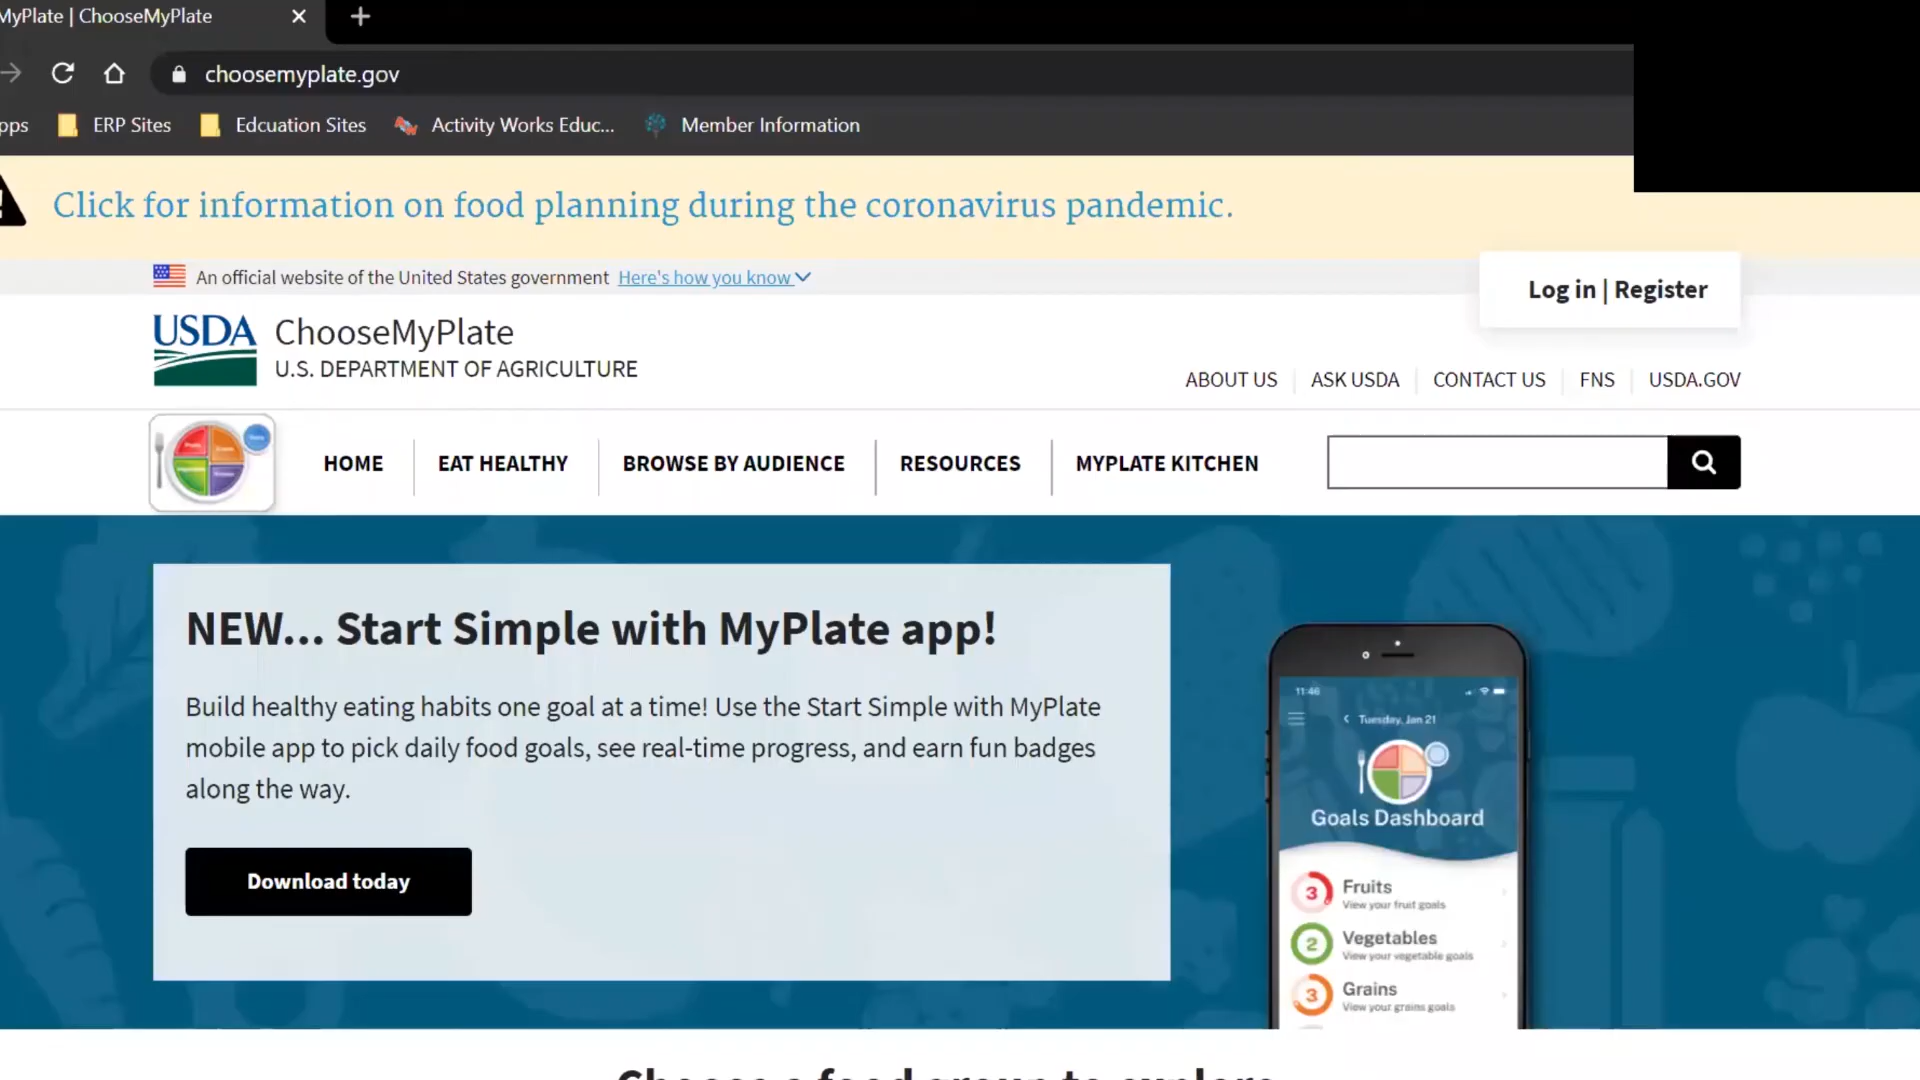 MyPlate | ChooseMyPlate
choosemyplate.gov
pps ERP Sites Edcuation Sites Activity Works Educ... Member Information
Click for information on food planning during the coronavirus pandemic.
An official website of the United States government Here's how you know
Log in | Register
USDA ChooseMyPlate
U.S. DEPARTMENT OF AGRICULTURE
ABOUT US ASK USDA CONTACT US FNS USDA.GOV
HOME EAT HEALTHY BROWSE BY AUDIENCE RESOURCES MYPLATE KITCHEN
NEW... Start Simple with MyPlate app!
Build healthy eating habits one goal at a time! Use the Start Simple with MyPlate
mobile app to pick daily food goals, see real-time progress, and earn fun badges
along the way.
Download today
11:46
Tuesday, Jan 21
Goals Dashboard
3 Fruits
View your fruit goals
2 Vegetables
View your vegetable goals
3 Grains
View your grains goals
Choose a food group to explore